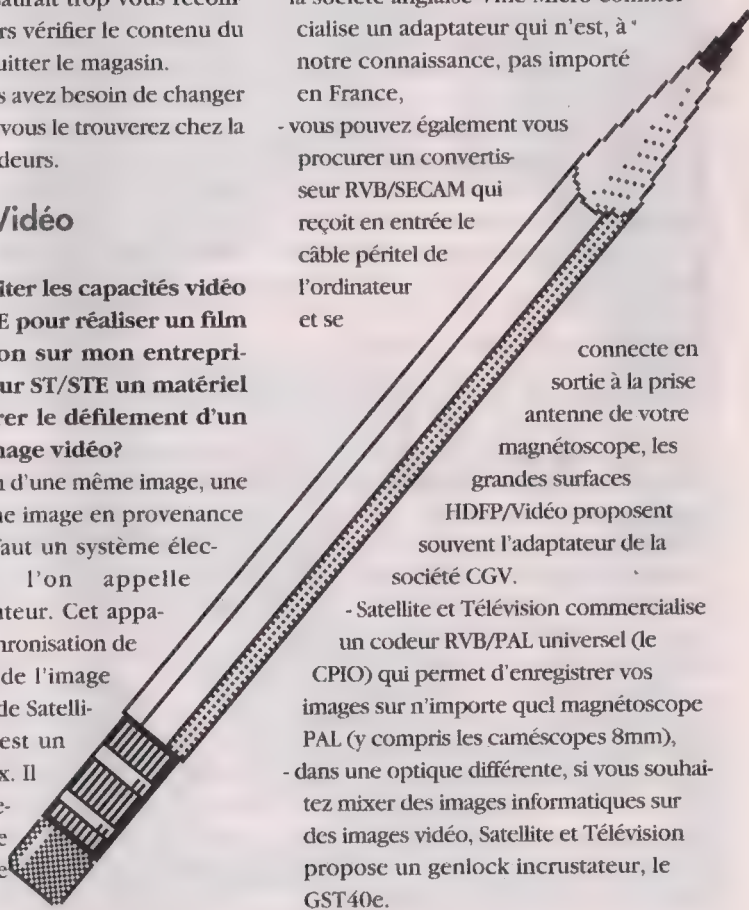 rs vérifier le contenu du
uitter le magasin.
s avez besoin de changer
vous le trouverez chez la
deurs.
Vidéo
iter les capacités vidéo
E pour réaliser un film
on sur mon entrepri-
ur ST/STE un matériel
rer le défilement d'un
nage vidéo?
n d'une même image, une
ne image en provenance
faut un système élec-
l'on appelle
ateur. Cet appa-
hronisation de
de l'image
de Satelli-
est un
x. Il
e-
e
e
cialise un adaptateur qui n'est, à
notre connaissance, pas importé
en France,
- vous pouvez également vous
procurer un convertis-
seur RVB/SECAM qui
reçoit en entrée le
câble péritel de
l'ordinateur
et se
connecte en
sortie à la prise
antenne de votre
magnétoscope, les
grandes surfaces
HDFP/Vidéo proposent
souvent l'adaptateur de la
société CGV.
- Satellite et Télévision commercialise
un codeur RVB/PAL universel (le
CPIO) qui permet d'enregistrer vos
images sur n'importe quel magnétoscope
PAL (y compris les caméscopes 8mm),
- dans une optique différente, si vous souhai-
tez mixer des images informatiques sur
des images vidéo, Satellite et Télévision
propose un genlock incrustateur, le
GST40e.